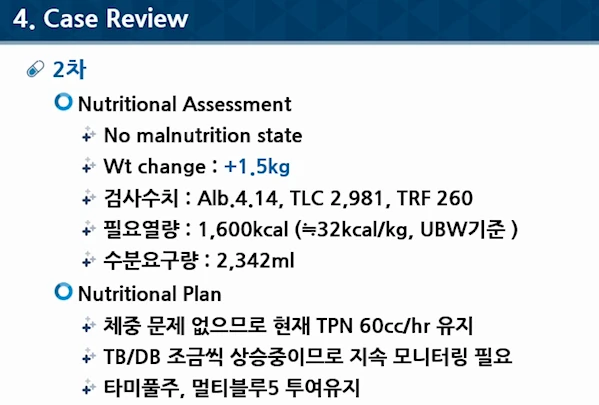 4. Case Review
2차
Nutritional Assessment
No malnutrition state
Wt change : +1.5kg
검사수치 : Alb.4.14, TLC 2,981, TRF 260
필요열량 : 1,600kcal (≒32kcal/kg, UBW기준 )
수분요구량 : 2,342ml
Nutritional Plan
체중 문제 없으므로 현재 TPN 60cc/hr 유지
TB/DB 조금씩 상승중이므로 지속 모니터링 필요
타미풀주, 멀티블루5 투여유지